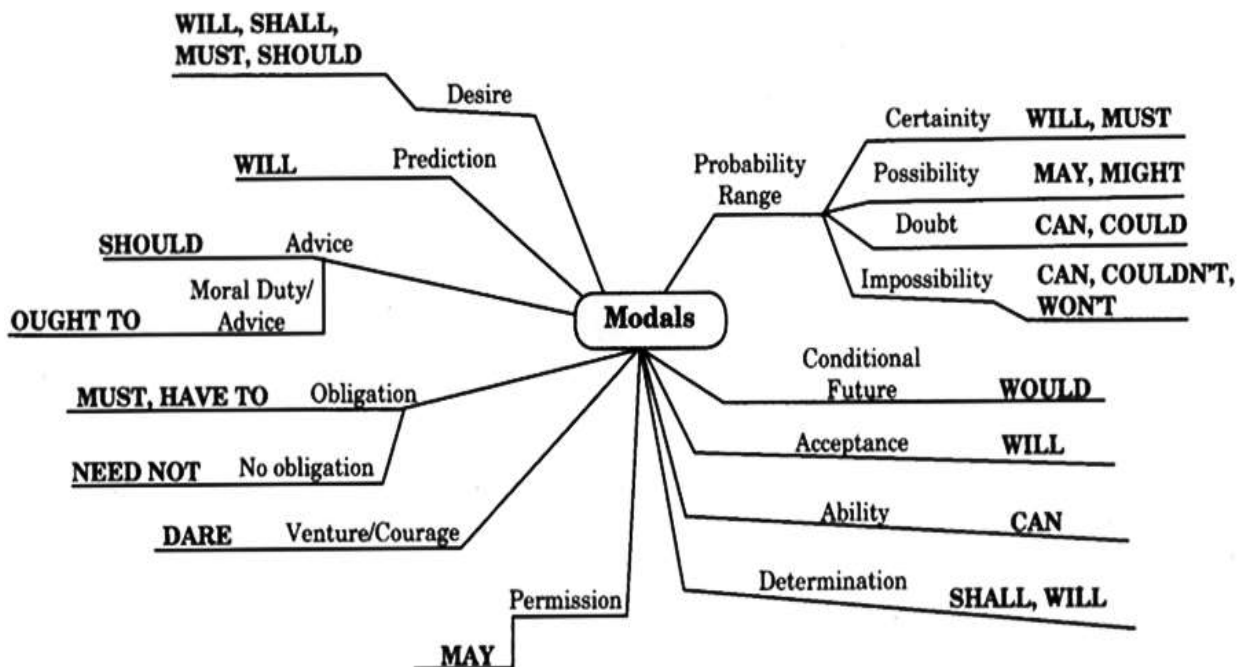 WILL, SHALL,
MUST, SHOULD
Desire
WILL Prediction
SHOULD Advice
Moral Duty/
OUGHT TO Advice
MUST, HAVE TO Obligation
NEED NOT No obligation
DARE Venture/Courage
Permission
MAY
Modals
Probability
Range
Certainity WILL, MUST
Possibility MAY, MIGHT
Doubt CAN, COULD
Impossibility CAN, COULDN'T,
WON'T
Conditional
Future WOULD
Acceptance WILL
Ability CAN
Determination SHALL, WILL